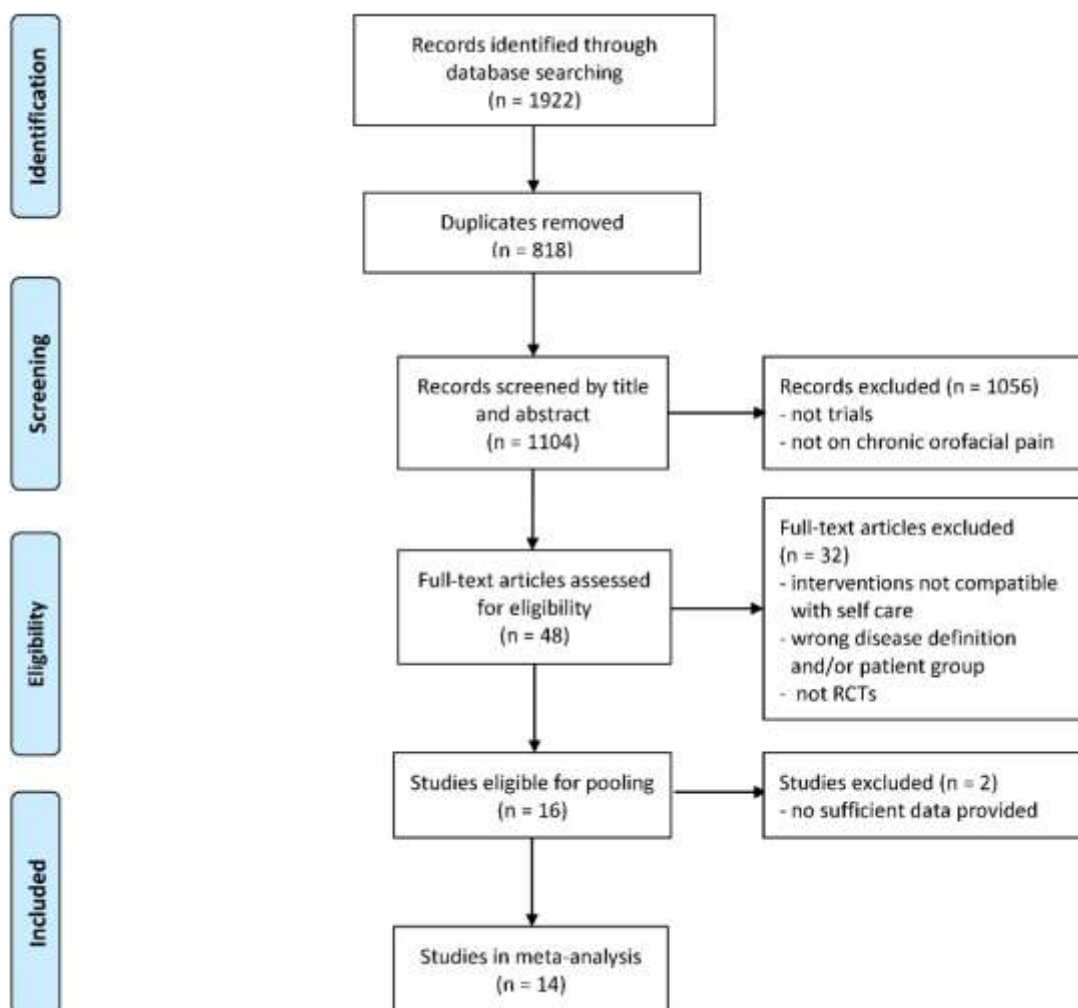 Identification
Records identified through
database searching
(n = 1922)
Duplicates removed
(n = 818)
Screening
Records screened by title
and abstract
(n = 1104)
Records excluded (n = 1056)
- not trials
- not on chronic orofacial pain
Eligibility
Full-text articles assessed
for eligibility
(n = 48)
Full-text articles excluded
(n = 32)
- interventions not compatible
with self care
- wrong disease definition
and/or patient group
- not RCTs
Included
Studies eligible for pooling
(n = 16)
Studies excluded (n = 2)
- no sufficient data provided
Studies in meta-analysis
(n = 14)